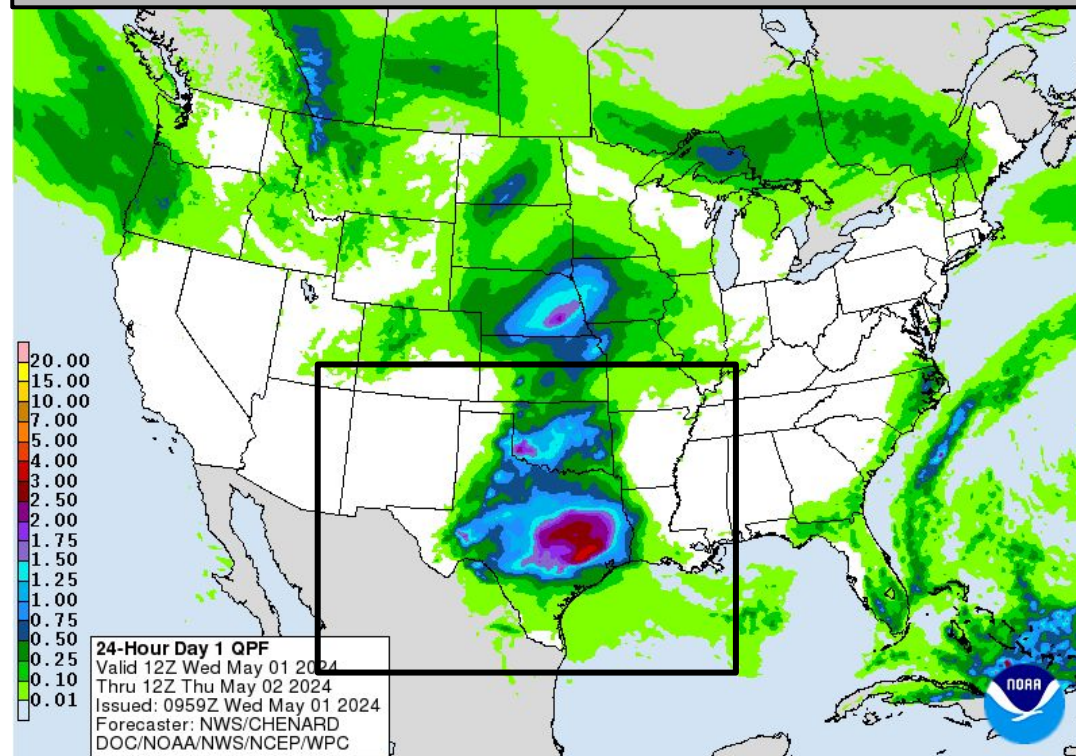 20.00
15.00
10.00
7.00
5.00
4.00
3.00
2.50
2.00
1.75
1.50
1.25
1.00
0.75
0.50
0.25
0.10
0.01
24-Hour Day 1 QPF
Valid 12Z Wed May 01 2024
Thru 12Z Thu May 02 2024
Issued: 0959Z Wed May 01 2024
Forecaster: NWS/CHENARD
DOC/NOAA/NWS/NCEP/WPC
NOAA